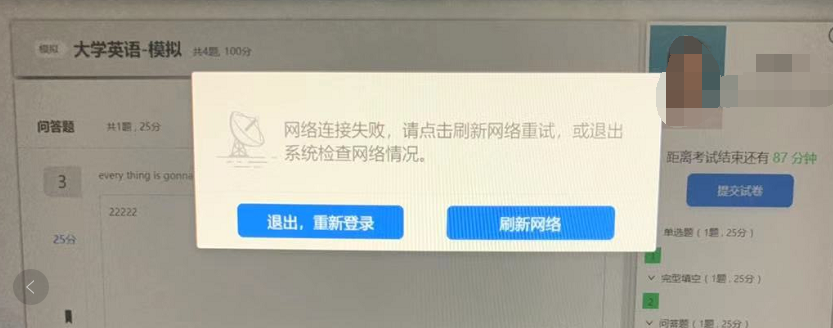 模拟 大学英语-模拟 共4题, 100分
问答题 共1题 , 25分
3 every thing is gonna
22222
25分
网络连接失败，请点击刷新网络重试，或退出
系统检查网络情况。
退出，重新登录 刷新网络
距离考试结束还有 87 分钟
提交试卷
单选题（ 1题 , 25分）
1
完型填空（ 1题 , 25分）
2
问答题（ 1题 , 25分）